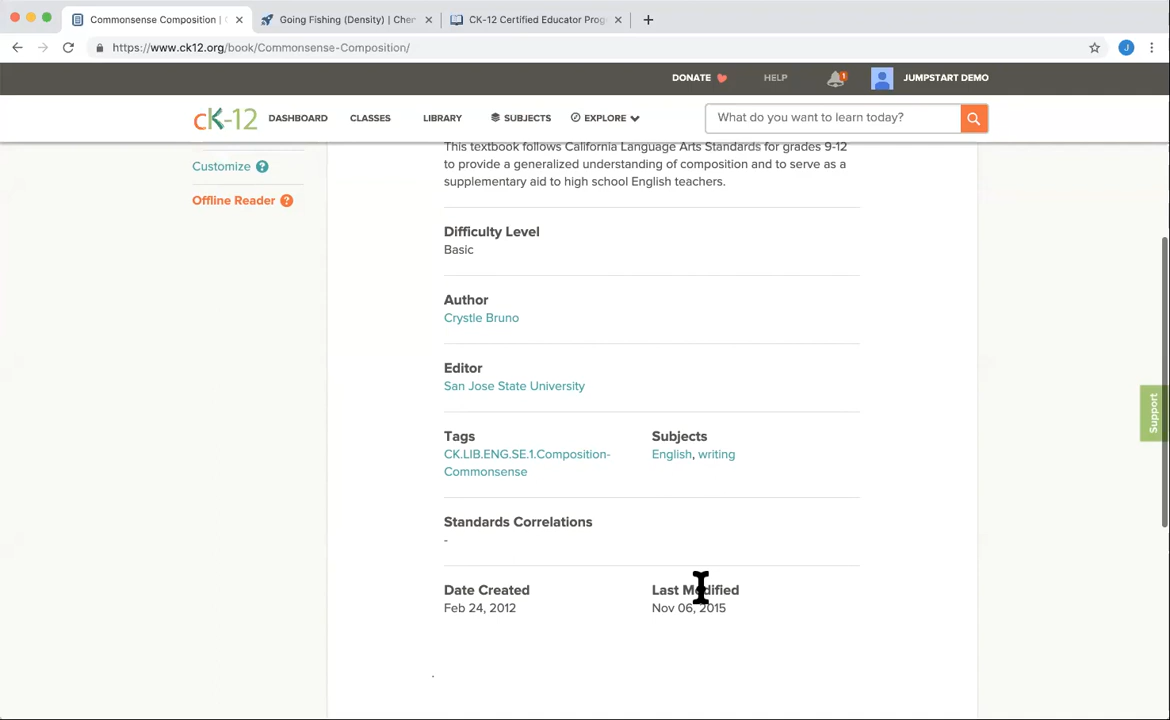 Commonsense Composition |
Going Fishing (Density) | Chem
CK-12 Certified Educator Prog
https://www.ck12.org/book/Commonsense-Composition/
J
DONATE
HELP
1
JUMPSTART DEMO
cK-12
DASHBOARD
CLASSES
LIBRARY
SUBJECTS
EXPLORE
What do you want to learn today?
This textbook follows California Language Arts Standards for grades 9-12
to provide a generalized understanding of composition and to serve as a
supplementary aid to high school English teachers.
Customize ?
Offline Reader ?
Difficulty Level
Basic
Author
Crystle Bruno
Editor
San Jose State University
Support
Tags
CK.LIB.ENG.SE.1.Composition-
Commonsense
Subjects
English, writing
Standards Correlations
-
Date Created
Feb 24, 2012
Last Modified
Nov 06, 2015
.